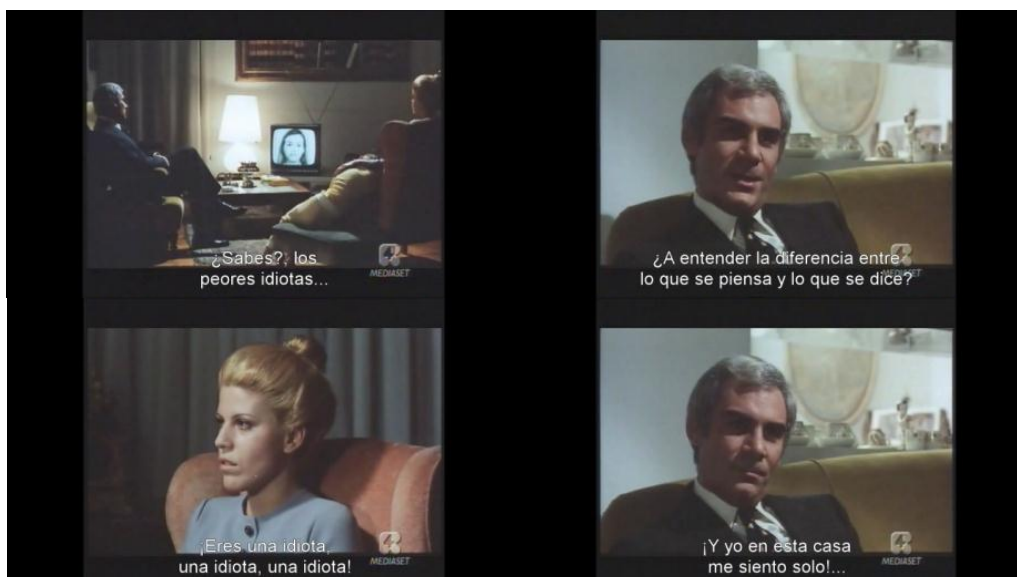 ¿Sabes?, los
peores idiotas...
MEDIASET
¿A entender la diferencia entre
lo que se piensa y lo que se dice?
MEDIASET
¡Eres una idiota,
una idiota, una idiota!
MEDIASET
¡Y yo en esta casa
me siento solo!...
MEDIASET